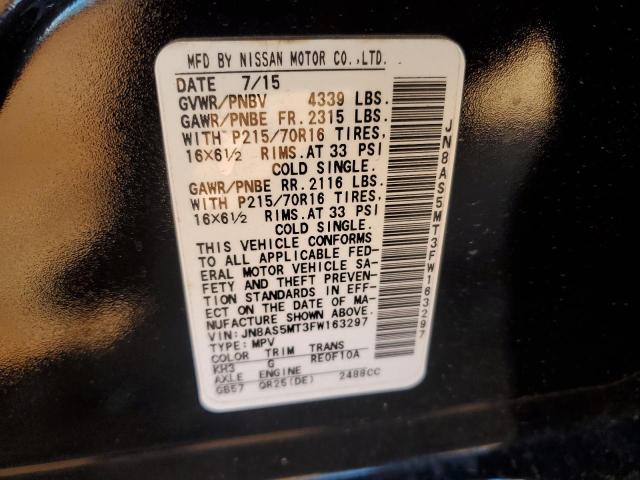 MFD BY NISSAN MOTOR CO.,LTD.
DATE 7/15
GVWR/PNBV 4339 LBS.
GAWR/PNBE FR. 2315 LBS.
WITH P215/70R16 TIRES,
16X6½ RIMS.AT 33 PSI
COLD SINGLE.
GAWR/PNBE RR. 2116 LBS.
WITH P215/70R16 TIRES,
16X6½ RIMS.AT 33 PSI
COLD SINGLE.
THIS VEHICLE CONFORMS
TO ALL APPLICABLE FED-
ERAL MOTOR VEHICLE SA-
FETY AND THEFT PREVEN-
TION STANDARDS IN EFF-
ECT ON THE DATE OF MA-
NUFACTURE SHOWN ABOVE.
VIN: JN8AS5MT3FW163297
TYPE: MPV
COLOR TRIM TRANS
KH3 G RE0F10A
AXLE ENGINE
GB57 QR25(DE) 2488CC
JN8AS5MT3FW163297